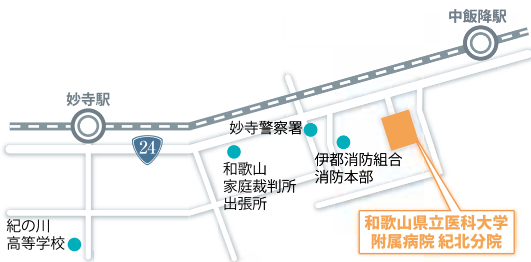 中飯降駅
妙寺駅
24
妙寺警察署
伊都消防組合
消防本部
和歌山
家庭裁判所
出張所
和歌山県立医科大学
附属病院 紀北分院
紀の川
高等学校